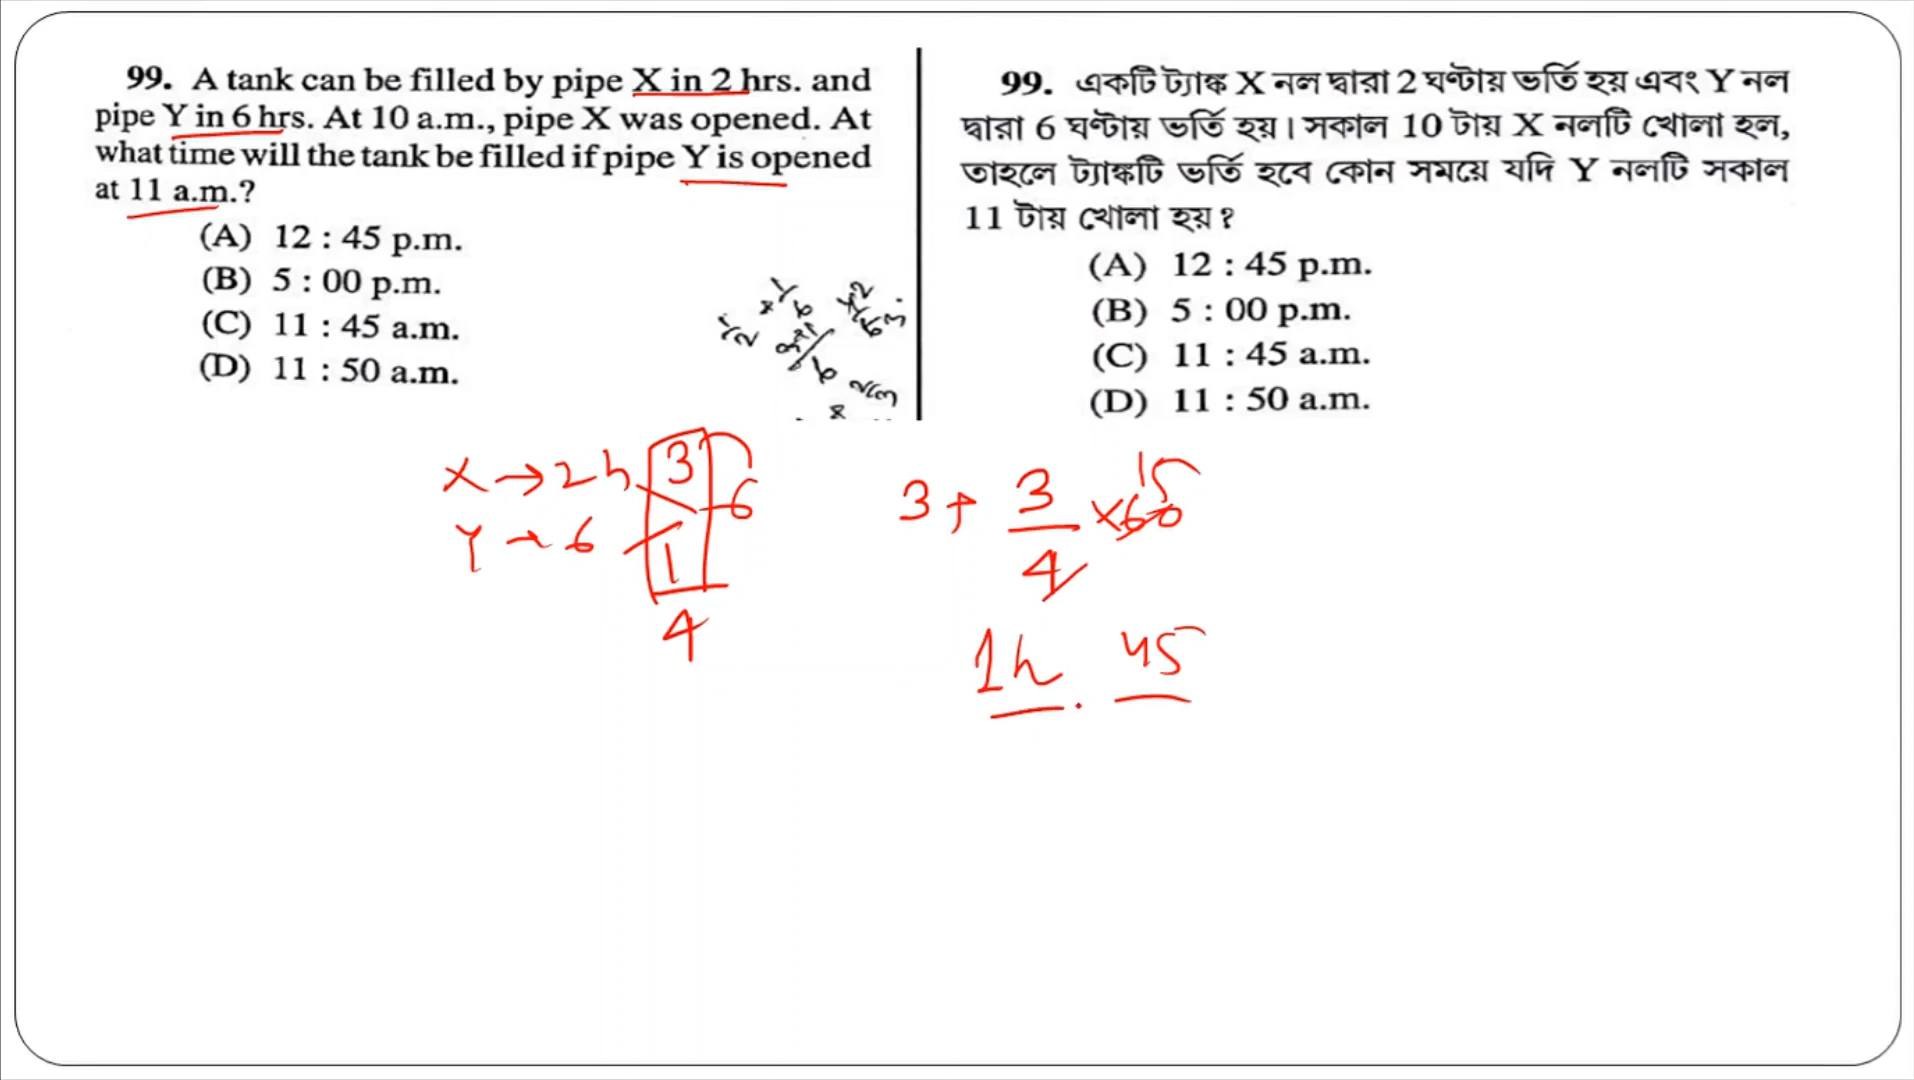 99. A tank can be filled by pipe X in 2 hrs. and
pipe Y in 6 hrs. At 10 a.m., pipe X was opened. At
what time will the tank be filled if pipe Y is opened
at 11 a.m.?
(A) 12 : 45 p.m.
(B) 5 : 00 p.m.
(C) 11 : 45 a.m.
(D) 11 : 50 a.m.
99. একটি ট্যাঙ্ক X নল দ্বারা 2 ঘণ্টায় ভর্তি হয় এবং Y নল
দ্বারা 6 ঘণ্টায় ভর্তি হয়। সকাল 10 টায় X নলটি খোলা হল,
তাহলে ট্যাঙ্কটি ভর্তি হবে কোন সময়ে যদি Y নলটি সকাল
11 টায় খোলা হয়?
(A) 12 : 45 p.m.
(B) 5 : 00 p.m.
(C) 11 : 45 a.m.
(D) 11 : 50 a.m.
X → 2h 3
6
Y → 6 1
4
3 + 3/4 × 60 15
1h. 45